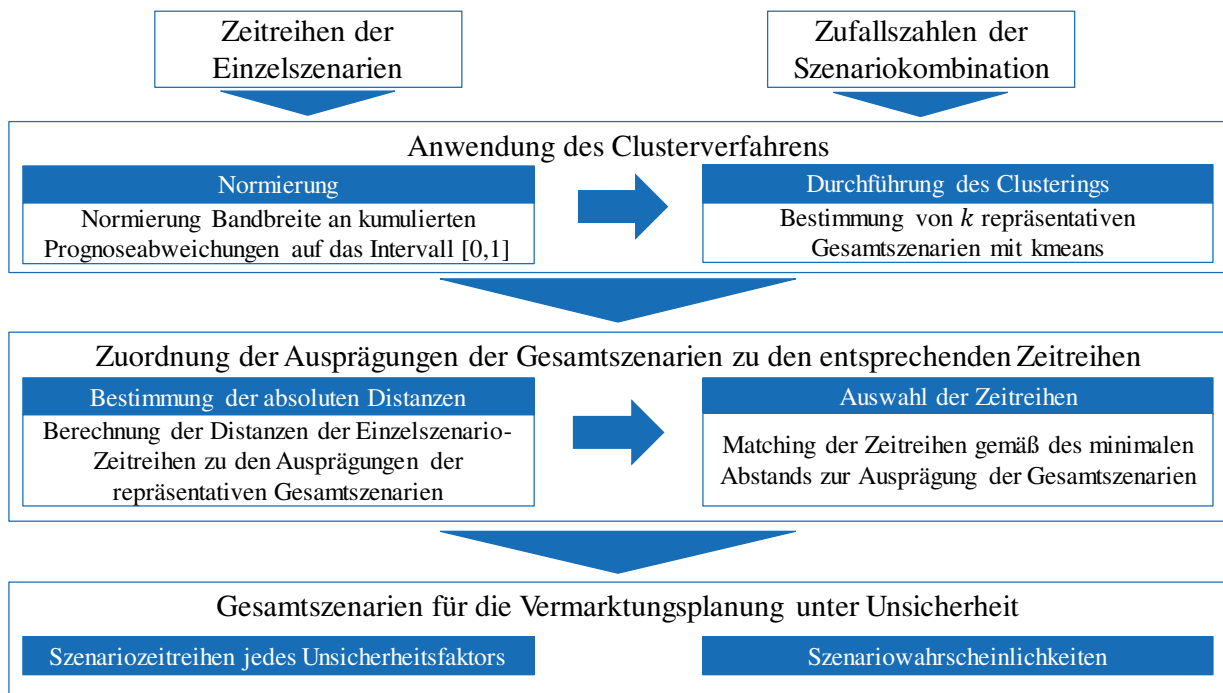 Zeitreihen der
Einzelszenarien
Zufallszahlen der
Szenariokombination
Anwendung des Clusterverfahrens
Normierung
Normierung Bandbreite an kumulierten
Prognoseabweichungen auf das Intervall [0,1]
Durchführung des Clusterings
Bestimmung von k repräsentativen
Gesamtszenarien mit kmeans
Zuordnung der Ausprägungen der Gesamtszenarien zu den entsprechenden Zeitreihen
Bestimmung der absoluten Distanzen
Berechnung der Distanzen der Einzelszenario-
Zeitreihen zu den Ausprägungen der
repräsentativen Gesamtszenarien
Auswahl der Zeitreihen
Matching der Zeitreihen gemäß des minimalen
Abstands zur Ausprägung der Gesamtszenarien
Gesamtszenarien für die Vermarktungsplanung unter Unsicherheit
Szenariozeitreihen jedes Unsicherheitsfaktors
Szenariowahrscheinlichkeiten